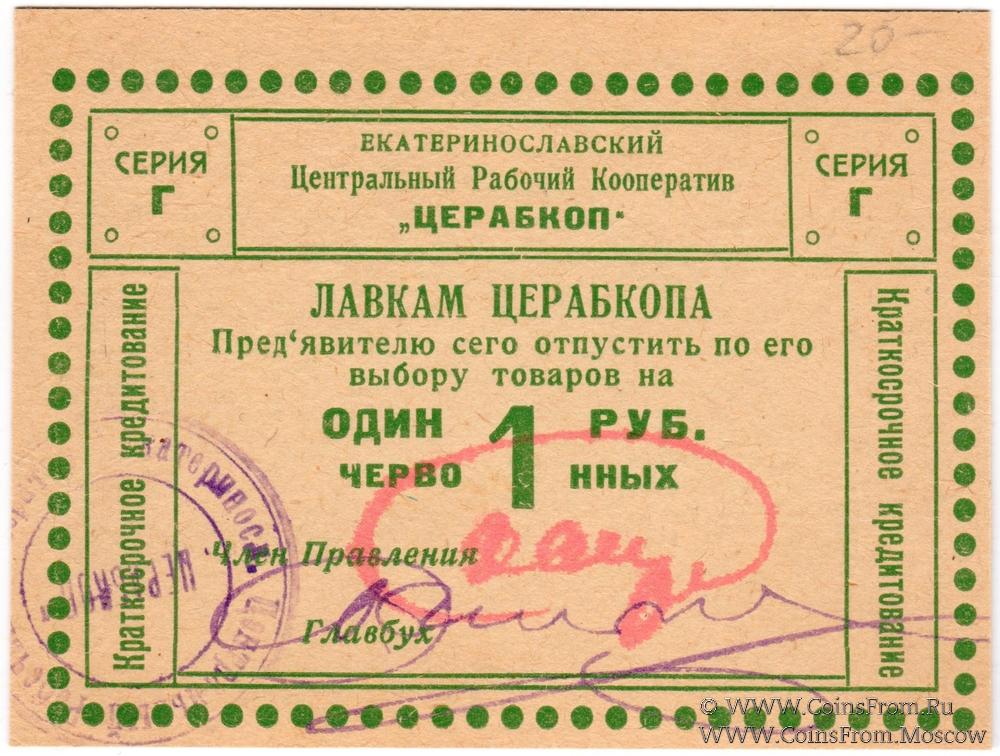 20-
СЕРИЯ
Г
ЕКАТЕРИНОСЛАВСКИЙ
Центральный Рабочий Кооператив
„ЦЕРАБКОП“
СЕРИЯ
Г
Краткосрочное кредитование
ЛАВКАМ ЦЕРАБКОПА
Пред‘явителю сего отпустить по его
выбору товаров на
ОДИН 1 РУБ.
ЧЕРВО НННЫХ
Член Правления
Главбух
Краткосрочное кредитование
www.CoinsFrom.Ru
www.CoinsFrom.Moscow